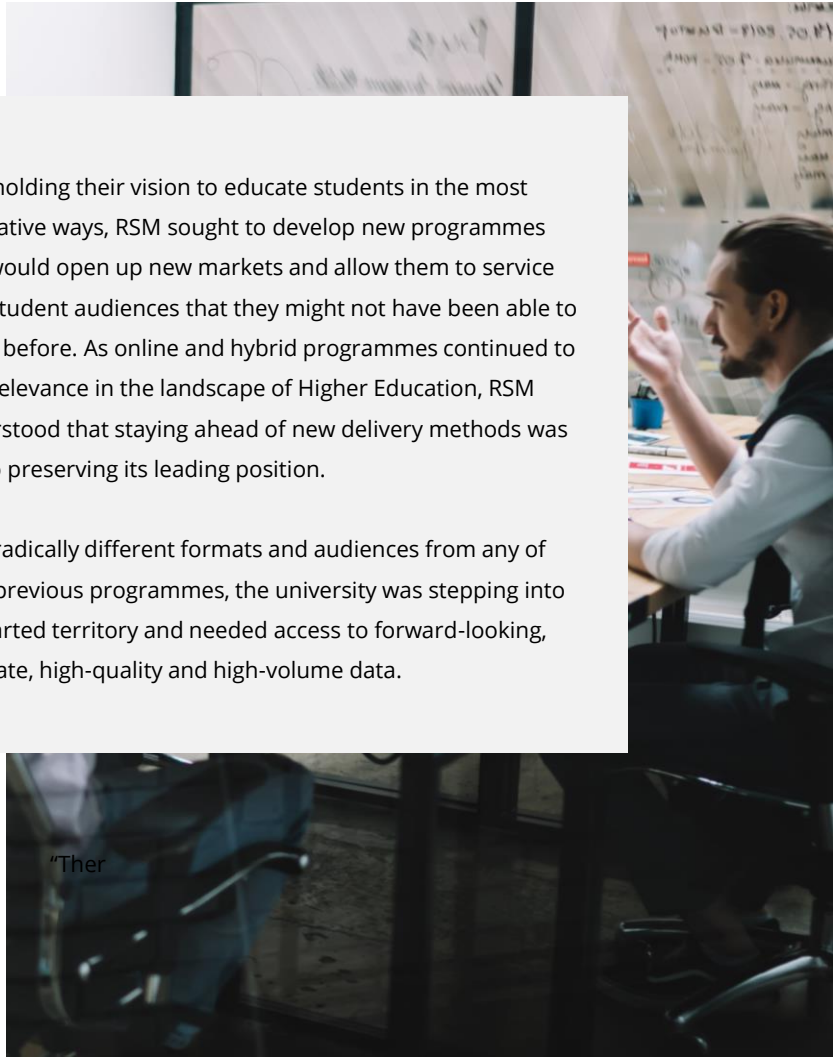 holding their vision to educate students in the most
ative ways, RSM sought to develop new programmes
would open up new markets and allow them to service
tudent audiences that they might not have been able to
before. As online and hybrid programmes continued to
elevance in the landscape of Higher Education, RSM
rstood that staying ahead of new delivery methods was
preserving its leading position.
radically different formats and audiences from any of
previous programmes, the university was stepping into
arted territory and needed access to forward-looking,
ate, high-quality and high-volume data.
“Ther